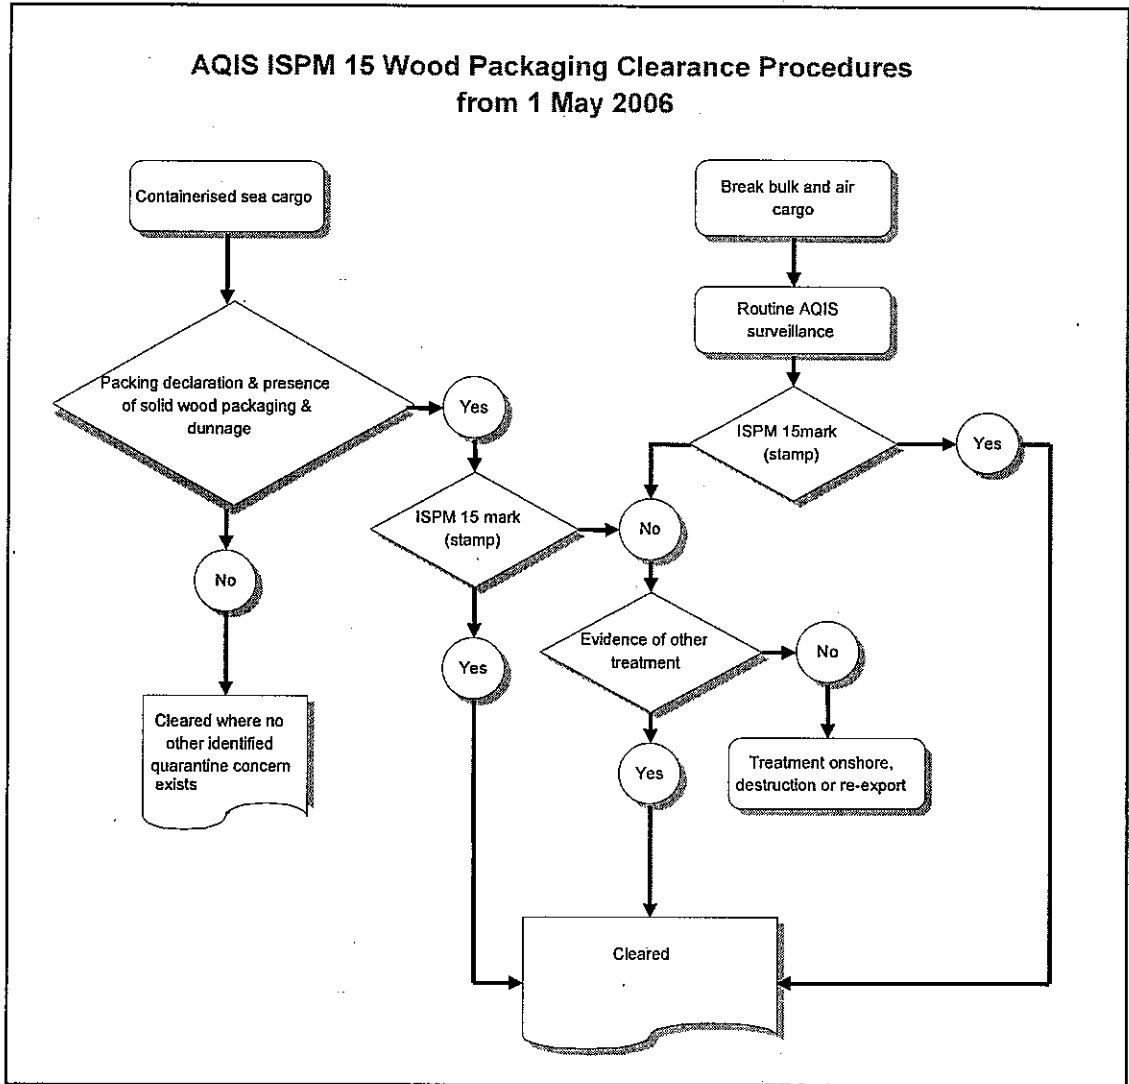 AQIS ISPM 15 Wood Packaging Clearance Procedures
from 1 May 2006
Containerised sea cargo
Break bulk and air
cargo
Routine AQIS
surveillance
Packing declaration & presence
of solid wood packaging &
dunnage
Yes
ISPM 15mark
(stamp)
Yes
ISPM 15 mark
(stamp)
No
No
Yes
Evidence of other
treatment
No
Cleared where no
other identified
quarantine concern
exists
Yes
Treatment onshore,
destruction or re-export
Cleared